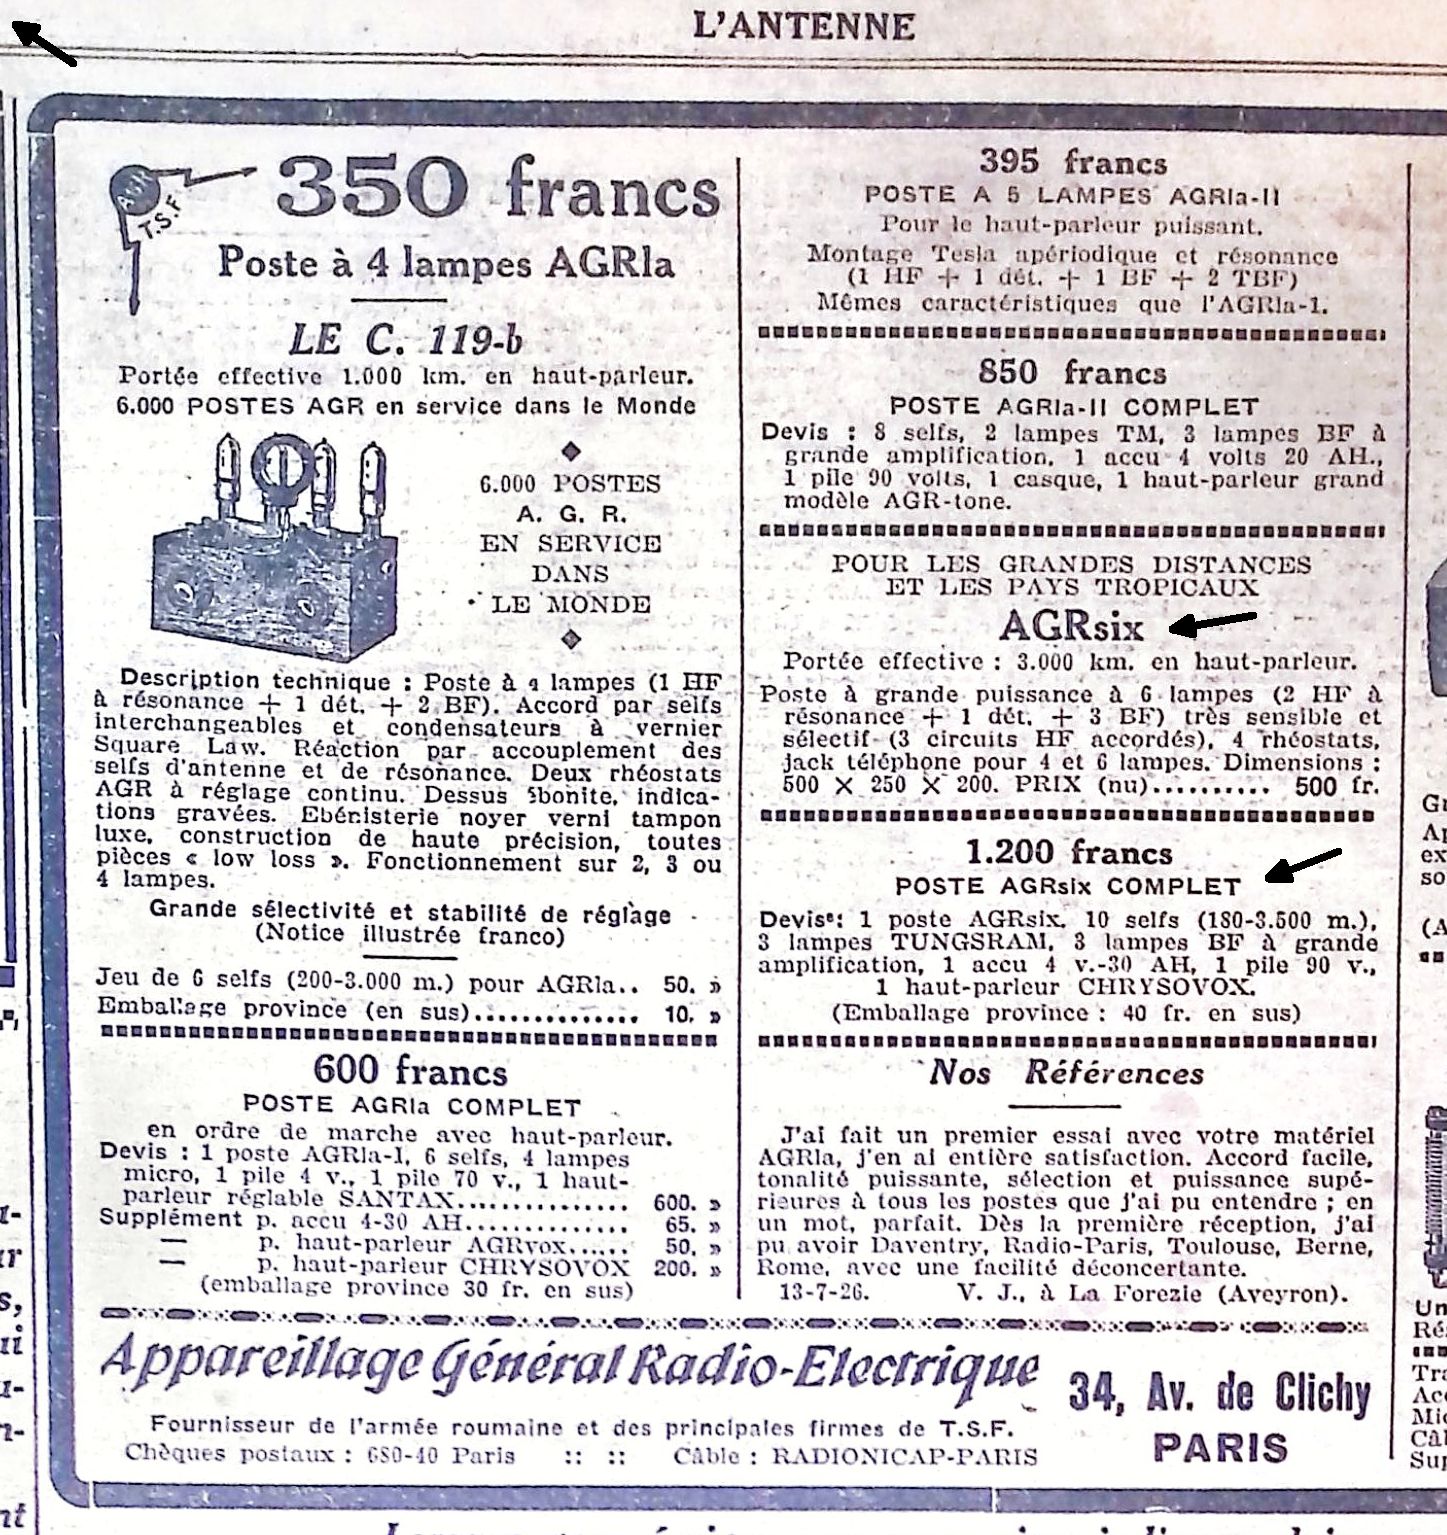 L'ANTENNE
AGR
T.S.F
350 francs
Poste à 4 lampes AGRIa
LE C. 119-b
Portée effective 1.000 km. en haut-parleur.
6.000 POSTES AGR en service dans le Monde
6.000 POSTES
A. G. R.
EN SERVICE
DANS
LE MONDE
Description technique : Poste à 4 lampes (1 HF
à résonance + 1 dét. + 2 BF). Accord par selfs
interchangeables et condensateurs à vernier
Square Law. Réaction par accouplement des
selfs d'antenne et de résonance. Deux rhéostats
AGR à réglage continu. Dessus ébonite, indica-
tions gravées. Ebénisterie noyer verni tampon
luxe, construction de haute précision, toutes
pièces « low loss ». Fonctionnement sur 2, 3 ou
4 lampes.
Grande sélectivité et stabilité de réglage
(Notice illustrée franco)
Jeu de 6 selfs (200-3.000 m.) pour AGRIa.. 50. »
Emballage province (en sus).............. 10. »
600 francs
POSTE AGRIa COMPLET
en ordre de marche avec haut-parleur.
Devis : 1 poste AGRIa-I, 6 selfs, 4 lampes
micro, 1 pile 4 v., 1 pile 70 v., 1 haut-
parleur réglable SANTAX............... 600. »
Supplément p. accu 4-30 AH.............. 65. »
— p. haut-parleur AGRvox...... 50. »
— p. haut-parleur CHRYSOVOX 200. »
(emballage province 30 fr. en sus)
395 francs
POSTE A 5 LAMPES AGRIa-II
Pour le haut-parleur puissant.
Montage Tesla apériodique et résonance
(1 HF + 1 dét. + 1 BF + 2 TBF)
Mêmes caractéristiques que l'AGRIa-1.
850 francs
POSTE AGRIa-II COMPLET
Devis : 8 selfs, 2 lampes TM, 3 lampes BF à
grande amplification, 1 accu 4 volts 20 AH.,
1 pile 90 volts, 1 casque, 1 haut-parleur grand
modèle AGR-tone.
POUR LES GRANDES DISTANCES
ET LES PAYS TROPICAUX
AGRsix
Portée effective : 3.000 km. en haut-parleur.
Poste à grande puissance à 6 lampes (2 HF à
résonance + 1 dét. + 3 BF) très sensible et
sélectif (3 circuits HF accordés), 4 rhéostats,
jack téléphone pour 4 et 6 lampes. Dimensions :
500 × 250 × 200. PRIX (nu).......... 500 fr.
1.200 francs
POSTE AGRsix COMPLET
Devis : 1 poste AGRsix, 10 selfs (180-3.500 m.),
3 lampes TUNGSRAM, 3 lampes BF à grande
amplification, 1 accu 4 v.-30 AH, 1 pile 90 v.,
1 haut-parleur CHRYSOVOX.
(Emballage province : 40 fr. en sus)
Nos Références
J'ai fait un premier essai avec votre matériel
AGRIa, j'en ai entière satisfaction. Accord facile,
tonalité puissante, sélection et puissance supé-
rieures à tous les postes que j'ai pu entendre ; en
un mot, parfait. Dès la première réception, j'ai
pu avoir Daventry, Radio-Paris, Toulouse, Berne,
Rome, avec une facilité déconcertante.
13-7-26. V. J., à La Forezie (Aveyron).
Appareillage Général Radio-Electrique
Fournisseur de l'armée roumaine et des principales firmes de T.S.F.
Chèques postaux : 680-40 Paris :: :: Câble : RADIONICAP-PARIS
34, Av. de Clichy
PARIS